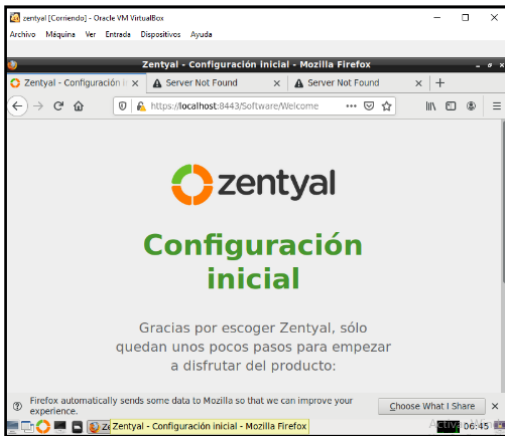 zentyal [Corriendo] - Oracle VM VirtualBox
Archivo Máquina Ver Entrada Dispositivos Ayuda
Zentyal - Configuración inicial - Mozilla Firefox
Zentyal - Configuración i
Server Not Found
Server Not Found
https://localhost:8443/Software/Welcome
zentyal
Configuración
inicial
Gracias por escoger Zentyal, sólo
quedan unos pocos pasos para empezar
a disfrutar del producto:
Firefox automatically sends some data to Mozilla so that we can improve your
experience.
Choose What I Share
Zentyal - Configuración inicial - Mozilla Firefox
06:45